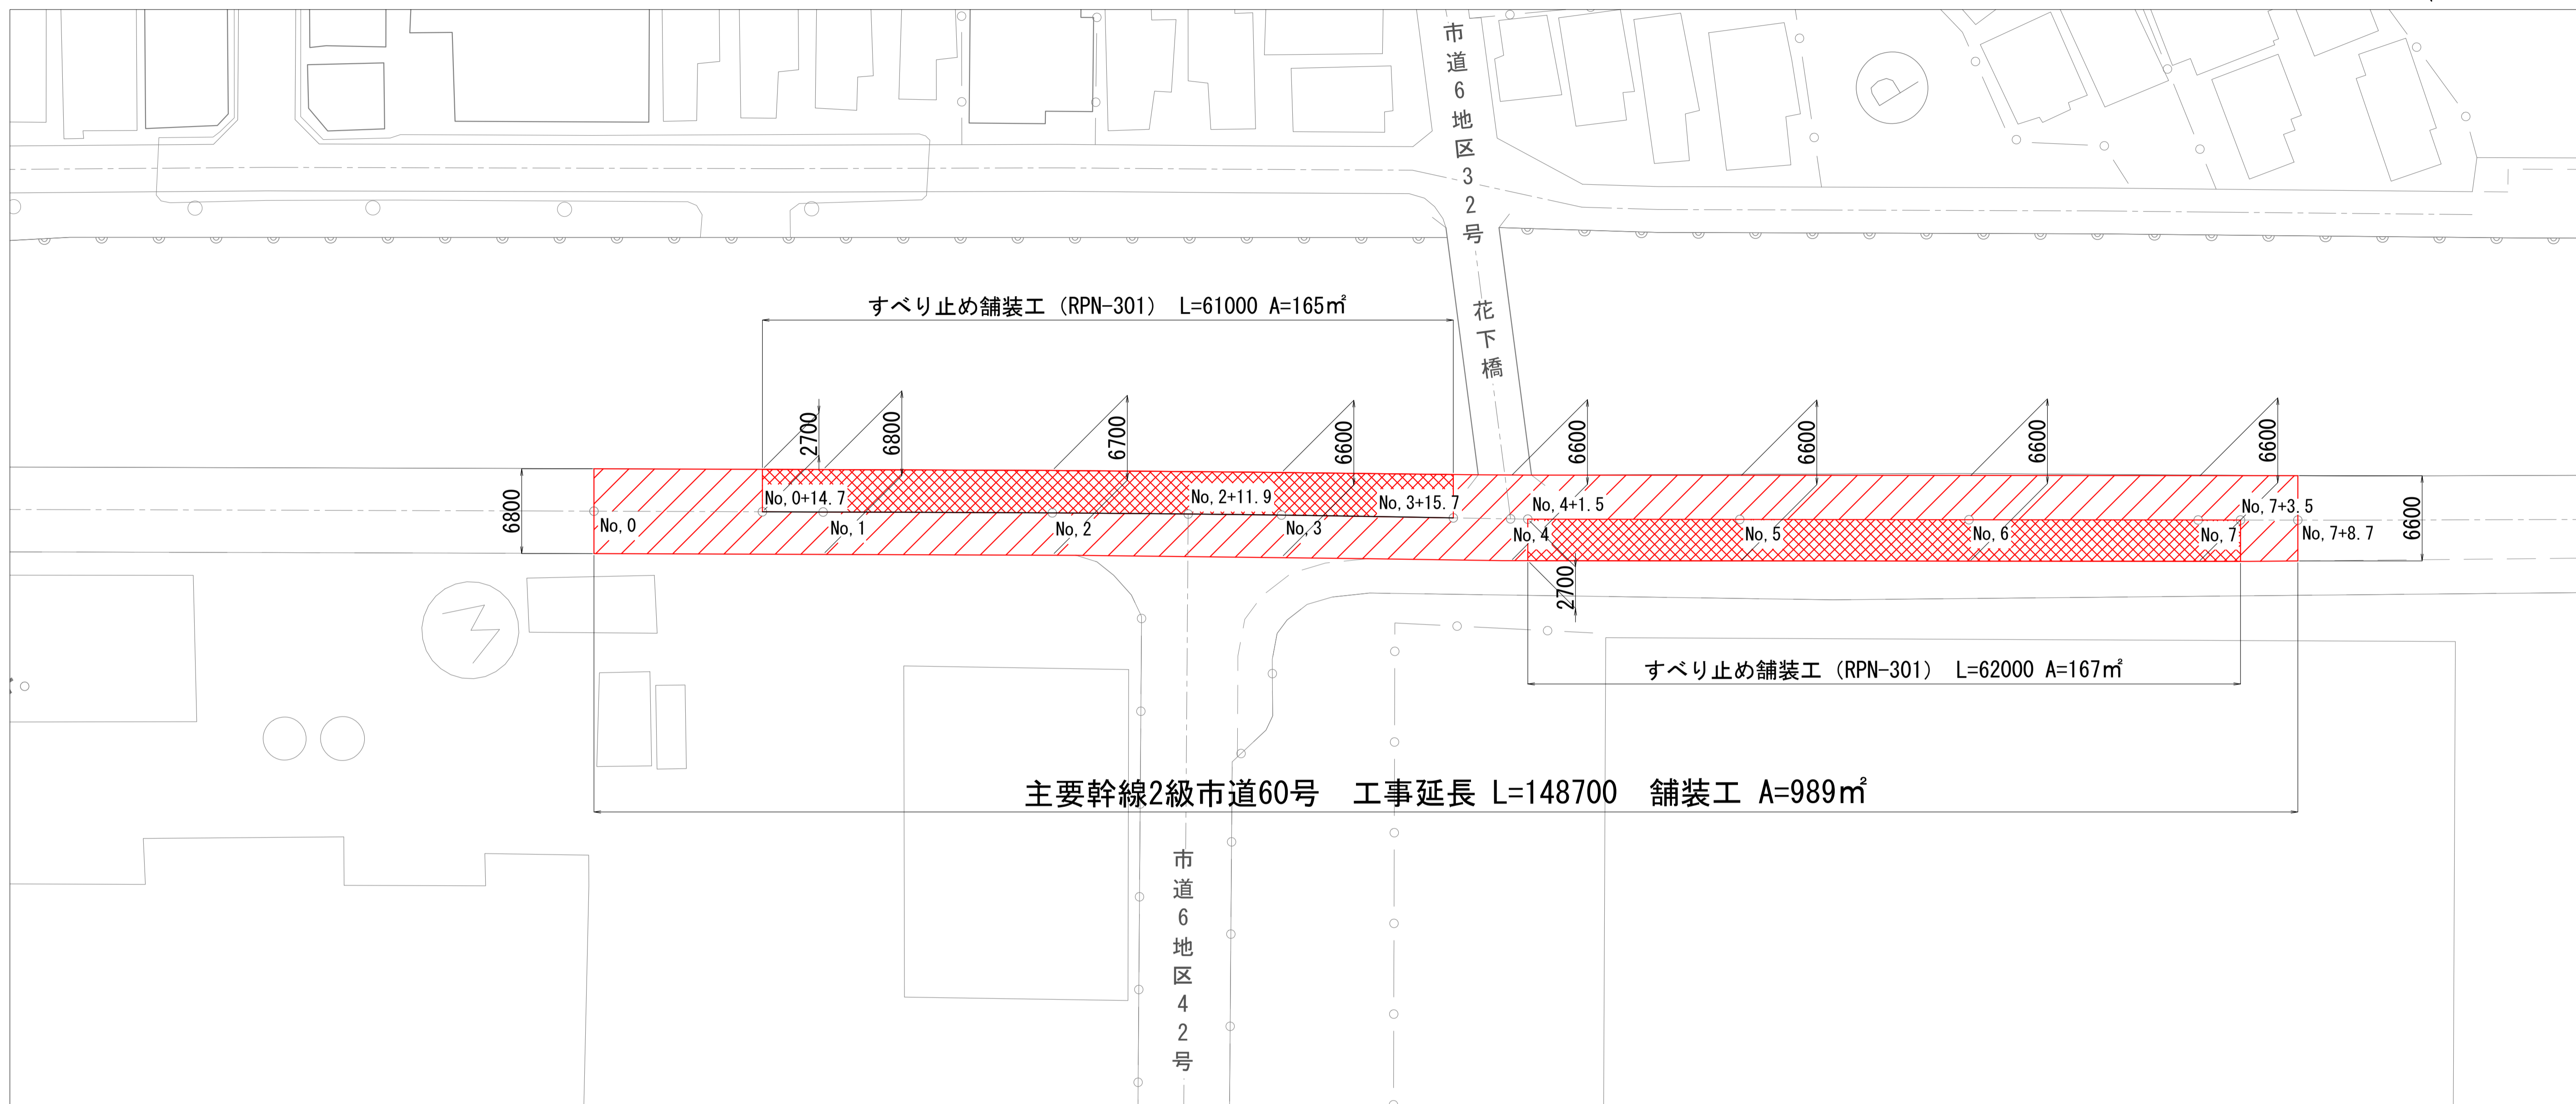 市道6地区32号
花下橋
すべり止め舗装工 (RPN-301) L=61000 A=165㎡
2700
6800
6700
6600
6600
6600
6600
6600
6800
6600
No,0
No,0+14.7
No,1
No,2
No,2+11.9
No,3
No,3+15.7
No,4
No,4+1.5
No,5
No,6
No,7
No,7+3.5
No,7+8.7
2700
すべり止め舗装工 (RPN-301) L=62000 A=167㎡
主要幹線2級市道60号 工事延長 L=148700 舗装工 A=989㎡
市道6地区42号
P